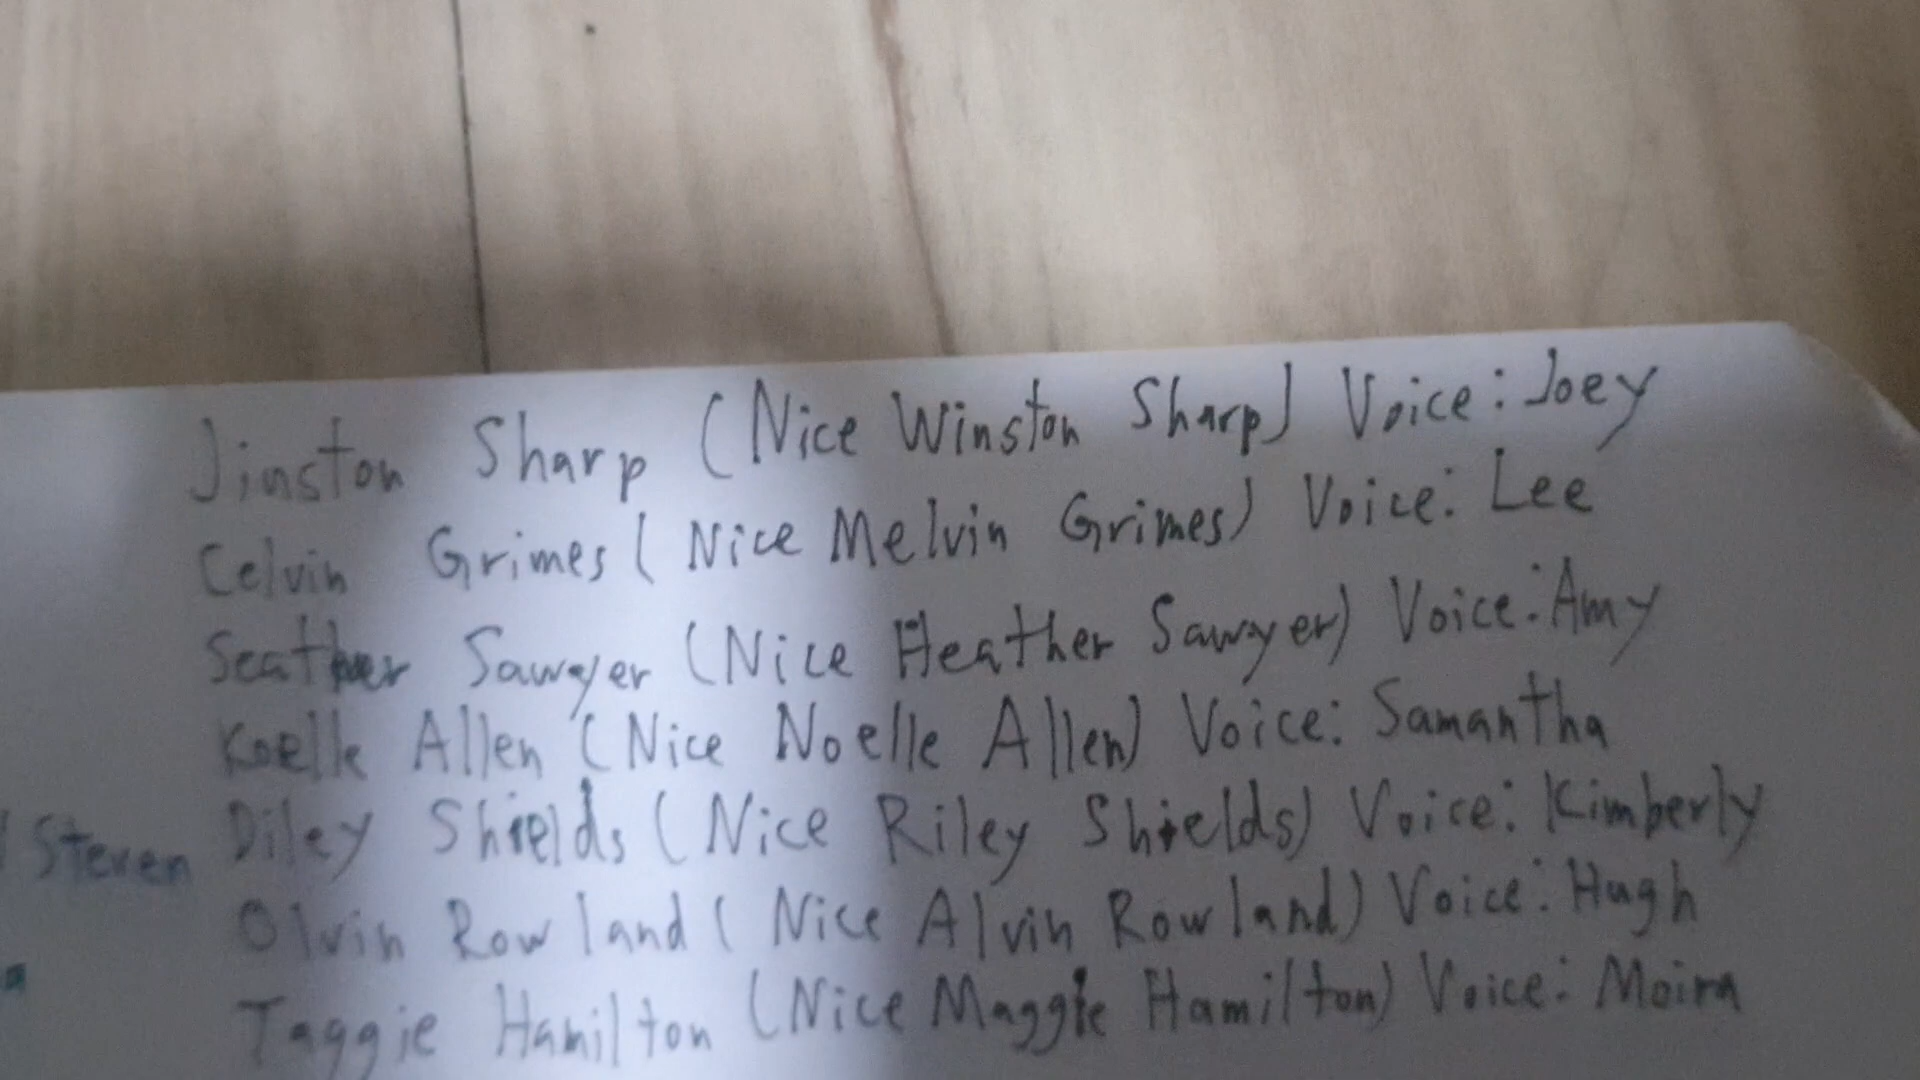 Jinston Sharp (Nice Winston Sharp) Voice: Joey
Celvin Grimes (Nice Melvin Grimes) Voice: Lee
Seather Sawyer (Nice Heather Sawyer) Voice: Amy
Koelle Allen (Nice Noelle Allen) Voice: Samantha
Steven Diley Shields (Nice Riley Shields) Voice: Kimberly
Olvin Rowland (Nice Alvin Rowland) Voice: Hugh
Taggie Hamilton (Nice Maggie Hamilton) Voice: Moira